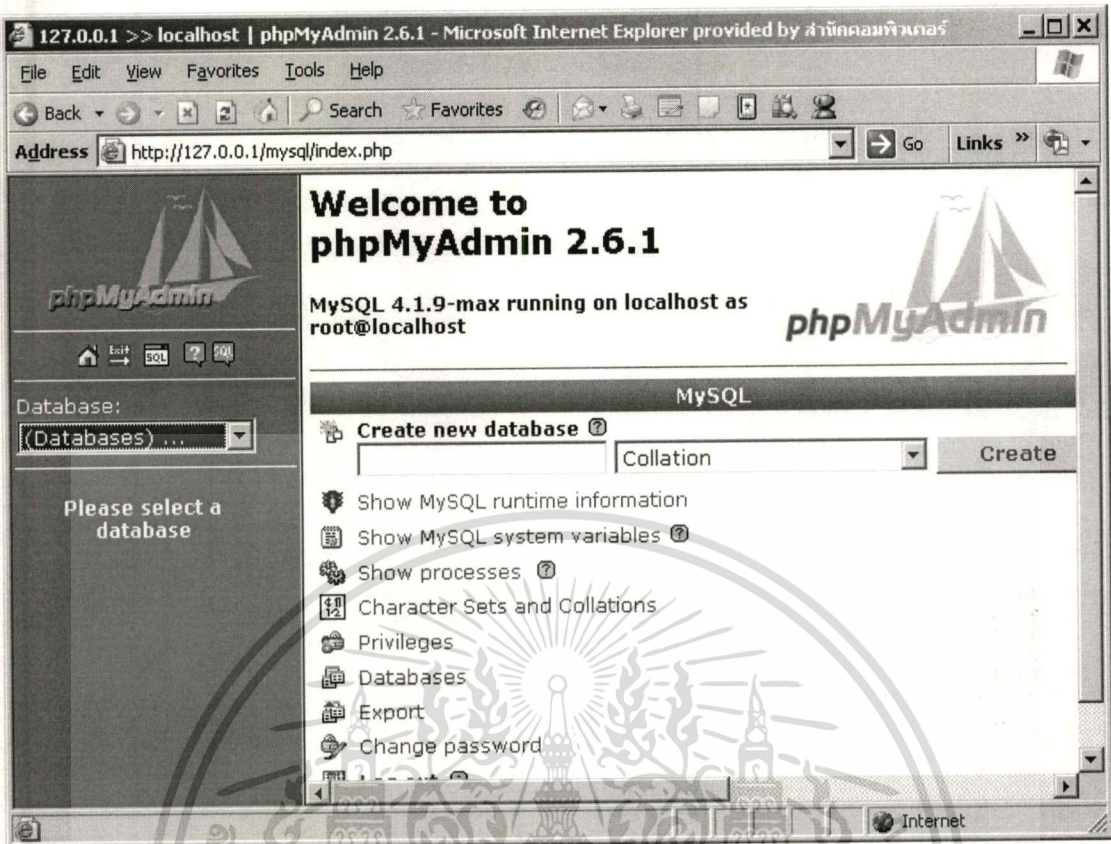 127.0.0.1 >> localhost | phpMyAdmin 2.6.1 - Microsoft Internet Explorer provided by สำนักคอมพิวเตอร์
File Edit View Favorites Tools Help
Back Search Favorites
Address http://127.0.0.1/mysql/index.php Go Links »
phpMyAdmin
Exit SQL ? SQL
Database:
(Databases) ...
Please select a
database
Welcome to
phpMyAdmin 2.6.1
MySQL 4.1.9-max running on localhost as
root@localhost
phpMyAdmin
MySQL
Create new database ?
Collation Create
Show MySQL runtime information
Show MySQL system variables ?
Show processes ?
Character Sets and Collations
Privileges
Databases
Export
Change password
Log out ?
Internet